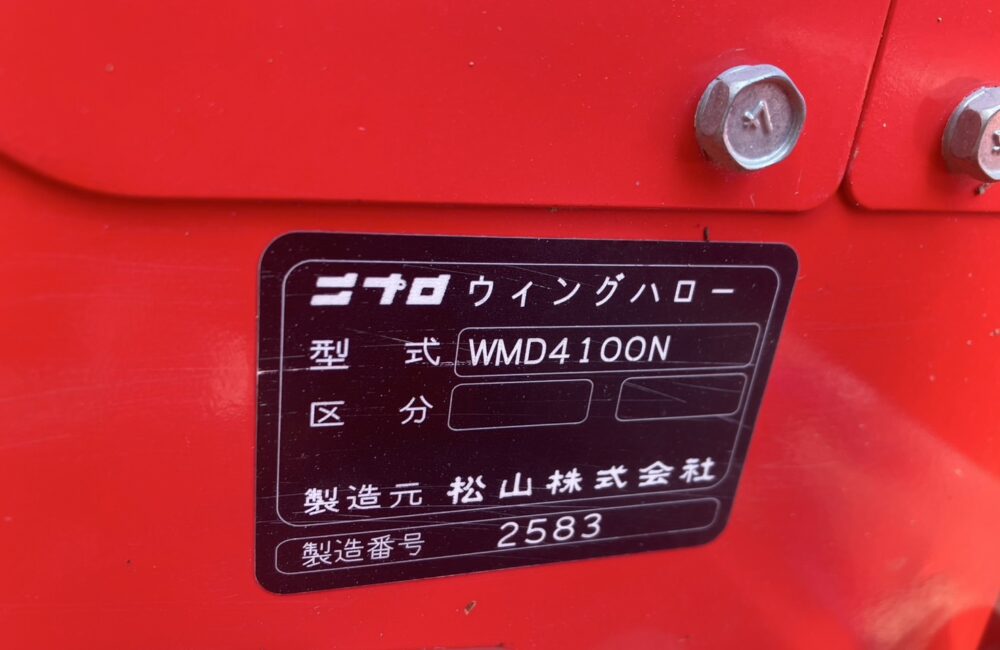 ニプロ ウィングハロー
型式 WMD4100N
区分
製造元 松山株式会社
製造番号 2583